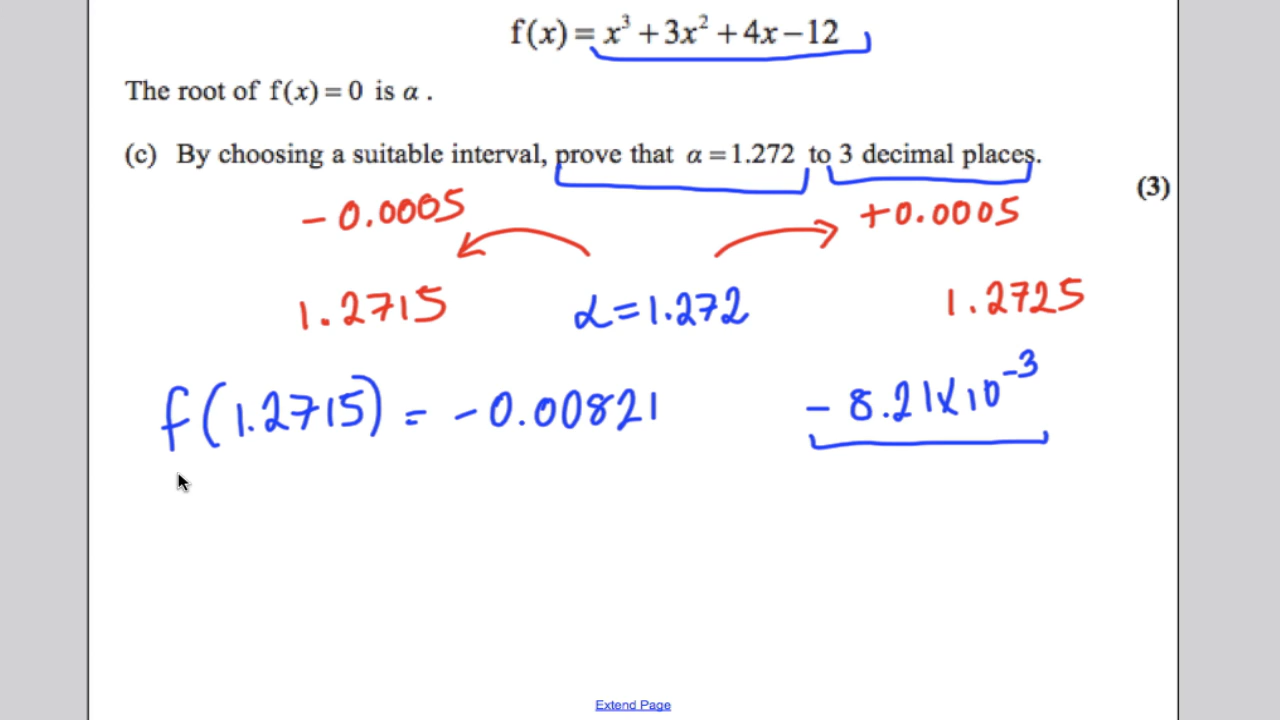 f(x) = x³ + 3x² + 4x − 12
The root of f(x) = 0 is α .
(c) By choosing a suitable interval, prove that α = 1.272 to 3 decimal places.
(3)
− 0.0005 +0.0005
1.2715 α = 1.272 1.2725
f(1.2715) = −0.00821 − 8.21×10⁻³
Extend Page